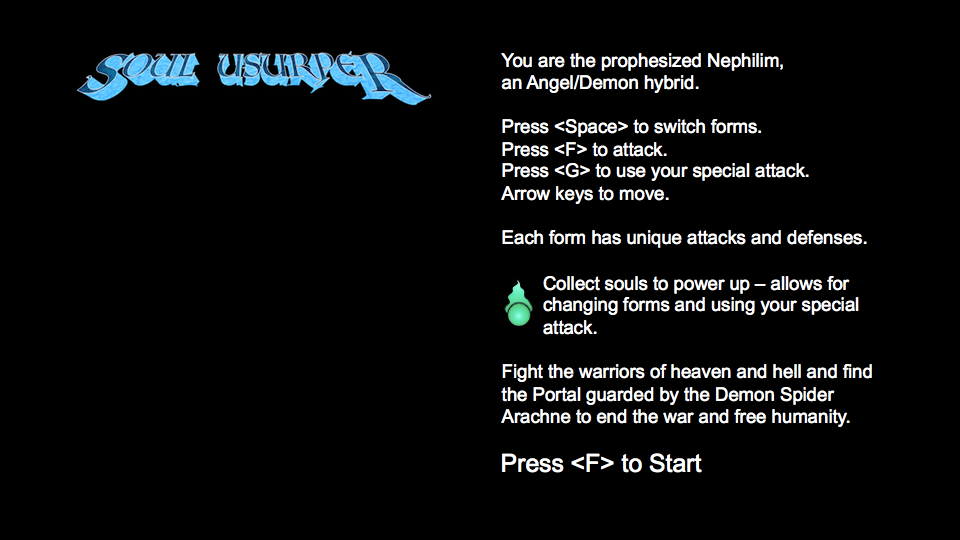 SOUL USURPER
You are the prophesized Nephilim,
an Angel/Demon hybrid.
Press <Space> to switch forms.
Press <F> to attack.
Press <G> to use your special attack.
Arrow keys to move.
Each form has unique attacks and defenses.
Collect souls to power up – allows for
changing forms and using your special
attack.
Fight the warriors of heaven and hell and find
the Portal guarded by the Demon Spider
Arachne to end the war and free humanity.
Press <F> to Start